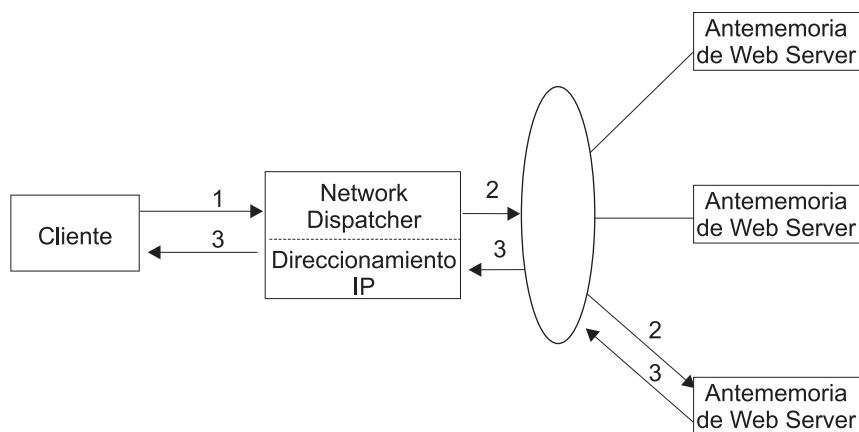 Antememoria
de Web Server
1
Network
Dispatcher
2
Antememoria
de Web Server
Cliente
3
Direccionamiento
IP
3
2
3
Antememoria
de Web Server